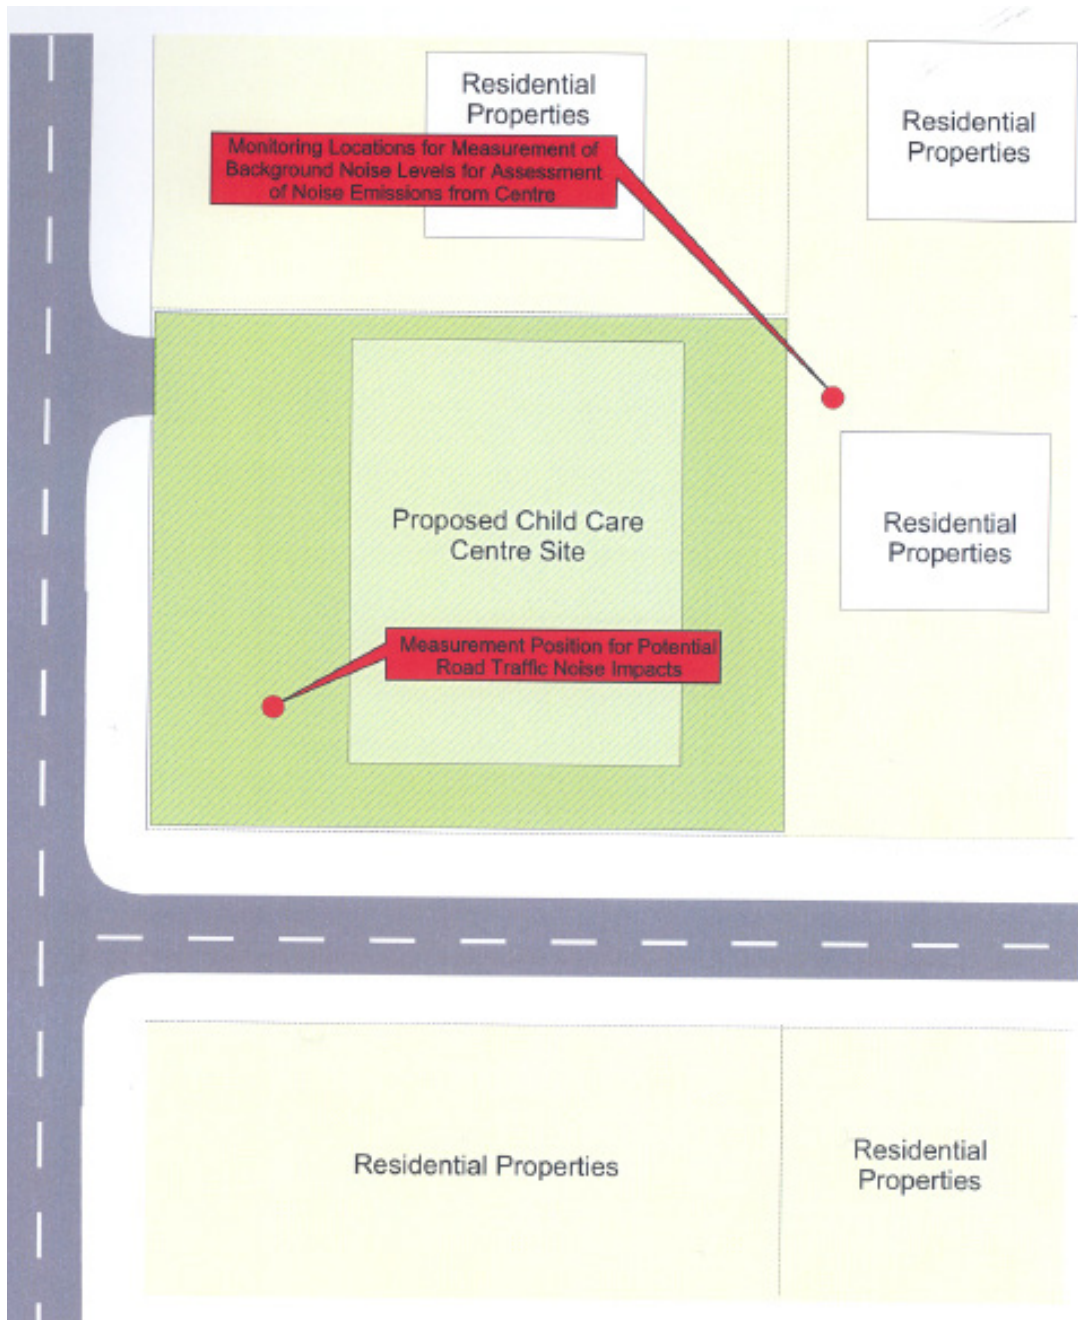 Residential
Properties
Monitoring Locations for Measurement of
Background Noise Levels for Assessment
of Noise Emissions from Centre
Residential
Properties
Proposed Child Care
Centre Site
Residential
Properties
Measurement Position for Potential
Road Traffic Noise Impacts
Residential Properties
Residential
Properties